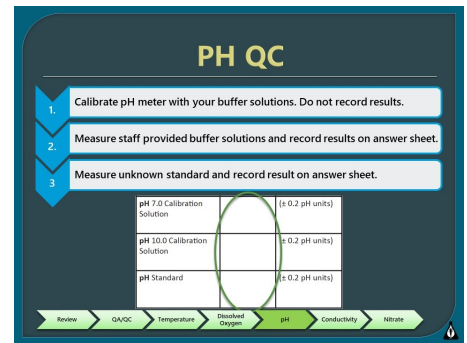 PH QC
1. Calibrate pH meter with your buffer solutions. Do not record results.
2. Measure staff provided buffer solutions and record results on answer sheet.
3 Measure unknown standard and record result on answer sheet.
pH 7.0 Calibration (± 0.2 pH units)
Solution
pH 10.0 Calibration (± 0.2 pH units)
Solution
pH Standard (± 0.2 pH units)
Review QA/QC Temperature Dissolved Oxygen pH Conductivity Nitrate